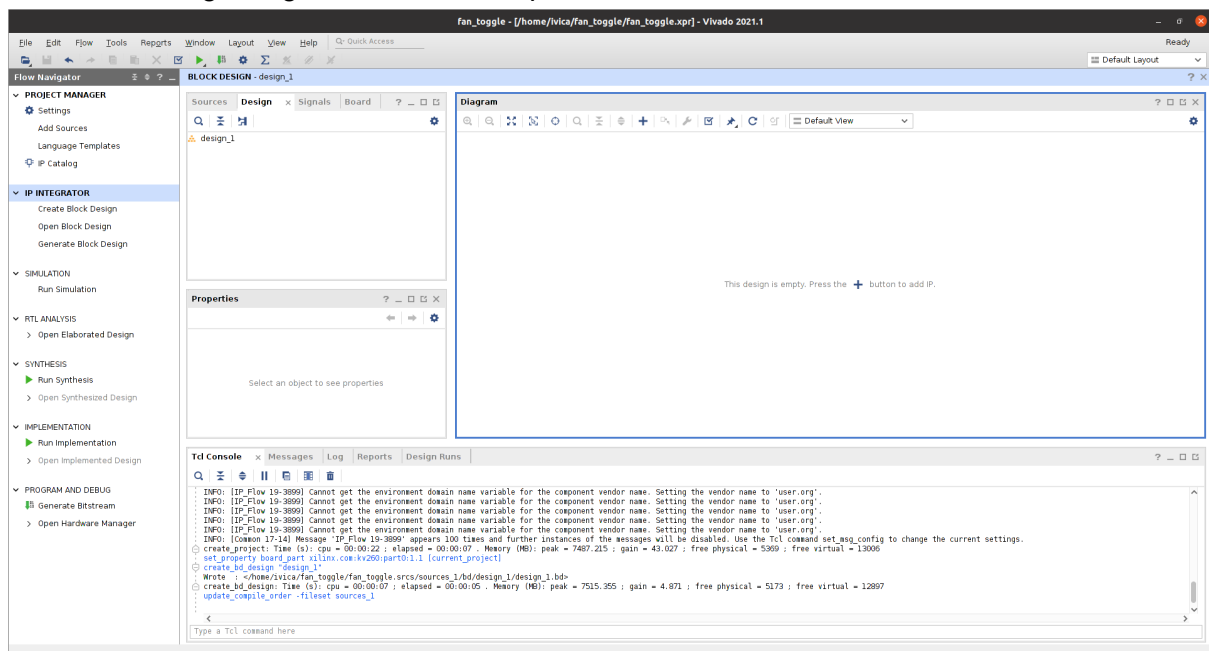 fan_toggle - [/home/ivica/fan_toggle/fan_toggle.xpr] - Vivado 2021.1
File Edit Flow Tools Reports Window Layout View Help Quick Access
Ready
Default Layout
Flow Navigator
PROJECT MANAGER
Settings
Add Sources
Language Templates
IP Catalog
IP INTEGRATOR
Create Block Design
Open Block Design
Generate Block Design
SIMULATION
Run Simulation
RTL ANALYSIS
Open Elaborated Design
SYNTHESIS
Run Synthesis
Open Synthesized Design
IMPLEMENTATION
Run Implementation
Open Implemented Design
PROGRAM AND DEBUG
Generate Bitstream
Open Hardware Manager
BLOCK DESIGN - design_1
Sources Design Signals Board
design_1
Properties
Select an object to see properties
Diagram
Default View
This design is empty. Press the + button to add IP.
Tcl Console Messages Log Reports Design Runs
INFO: [IP_Flow 19-3899] Cannot get the environment domain name variable for the component vendor name. Setting the vendor name to 'user.org'.
INFO: [IP_Flow 19-3899] Cannot get the environment domain name variable for the component vendor name. Setting the vendor name to 'user.org'.
INFO: [IP_Flow 19-3899] Cannot get the environment domain name variable for the component vendor name. Setting the vendor name to 'user.org'.
INFO: [IP_Flow 19-3899] Cannot get the environment domain name variable for the component vendor name. Setting the vendor name to 'user.org'.
INFO: [IP_Flow 19-3899] Cannot get the environment domain name variable for the component vendor name. Setting the vendor name to 'user.org'.
INFO: [Common 17-14] Message 'IP_Flow 19-3899' appears 100 times and further instances of the messages will be disabled. Use the Tcl command set_msg_config to change the current settings.
create_project: Time (s): cpu = 00:00:22 ; elapsed = 00:00:07 . Memory (MB): peak = 7487.215 ; gain = 43.027 ; free physical = 5369 ; free virtual = 13006
set_property board_part xilinx.com:kv260:part0:1.1 [current_project]
create_bd_design "design_1"
Wrote : </home/ivica/fan_toggle/fan_toggle.srcs/sources_1/bd/design_1/design_1.bd>
create_bd_design: Time (s): cpu = 00:00:07 ; elapsed = 00:00:05 . Memory (MB): peak = 7515.355 ; gain = 4.871 ; free physical = 5173 ; free virtual = 12897
update_compile_order -fileset sources_1
Type a Tcl command here